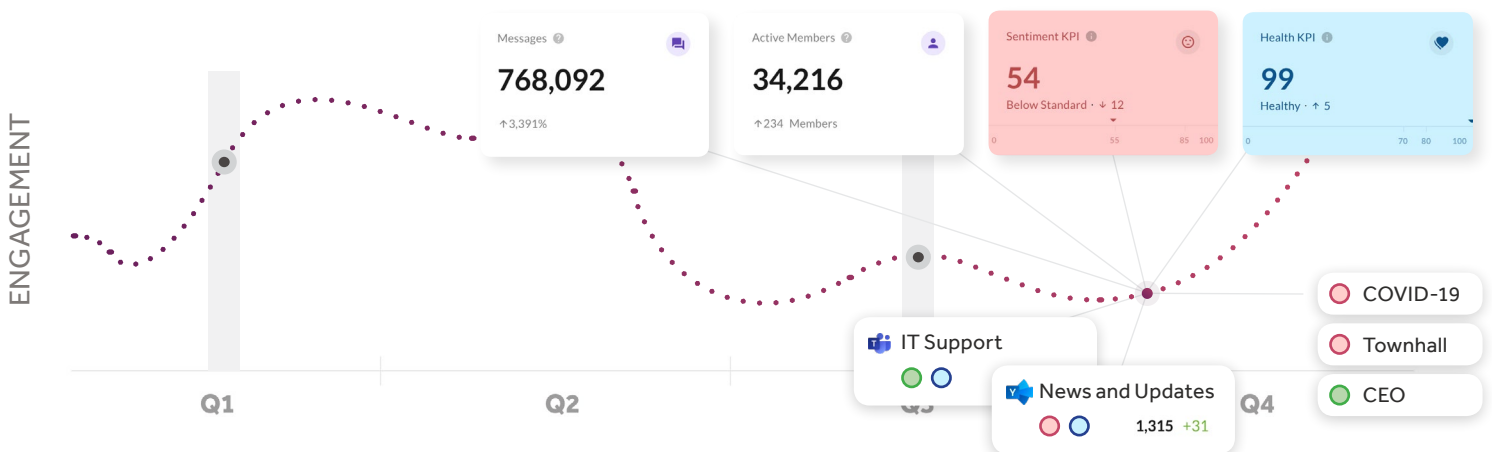 ENGAGEMENT
Messages
768,092
↑3,391%
Active Members
34,216
↑234 Members
Sentiment KPI
54
Below Standard · ↓ 12
0 55 85 100
Health KPI
99
Healthy · ↑ 5
0 70 80 100
COVID-19
Townhall
CEO
IT Support
News and Updates
1,315 +31
Q1 Q2 Q3 Q4